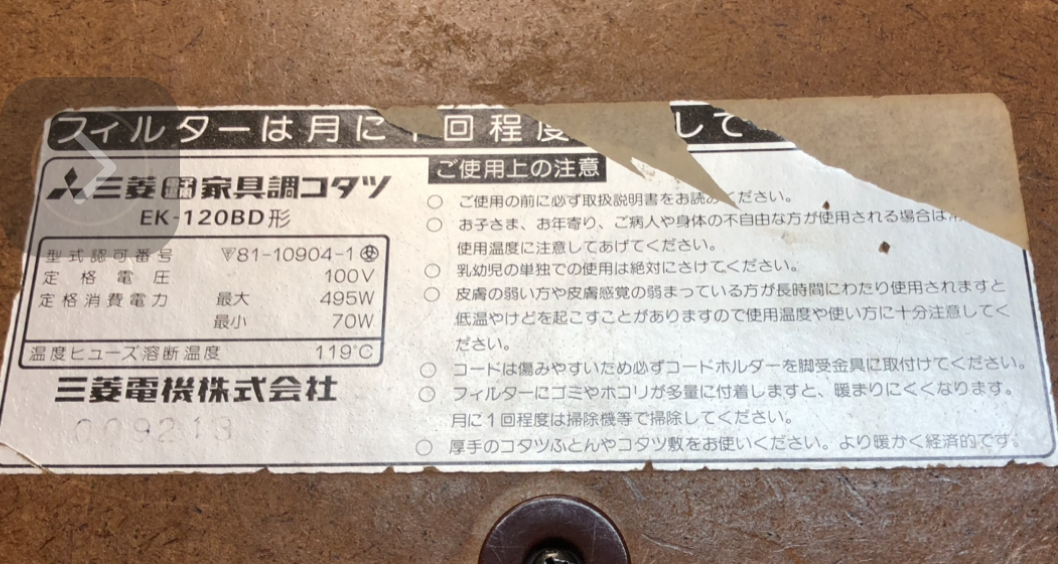 フィルターは月に1回程度
して
三菱
家具調コタツ
EK-120BD形
型式認可番号 ▽81-10904-1
定格電圧 100V
定格消費電力 最大 495W
最小 70W
温度ヒューズ溶断温度 119℃
三菱電機株式会社
009213
ご使用上の注意
○ ご使用の前に必ず取扱説明書をお読みください。
○ お子さま、お年寄り、ご病人や身体の不自由な方が使用される場合は
使用温度に注意してあげてください。
○ 乳幼児の単独での使用は絶対にさけてください。
○ 皮膚の弱い方や皮膚感覚の弱まっている方が長時間にわたり使用されますと
低温やけどを起こすことがありますので使用温度や使い方に十分注意してく
ださい。
○ コードは傷みやすいため必ずコードホルダーを脚受金具に取付けてください。
○ フィルターにゴミやホコリが多量に付着しますと、暖まりにくくなります。
月に1回程度は掃除機等で掃除してください。
○ 厚手のコタツふとんやコタツ敷をお使いください。より暖かく経済的です。